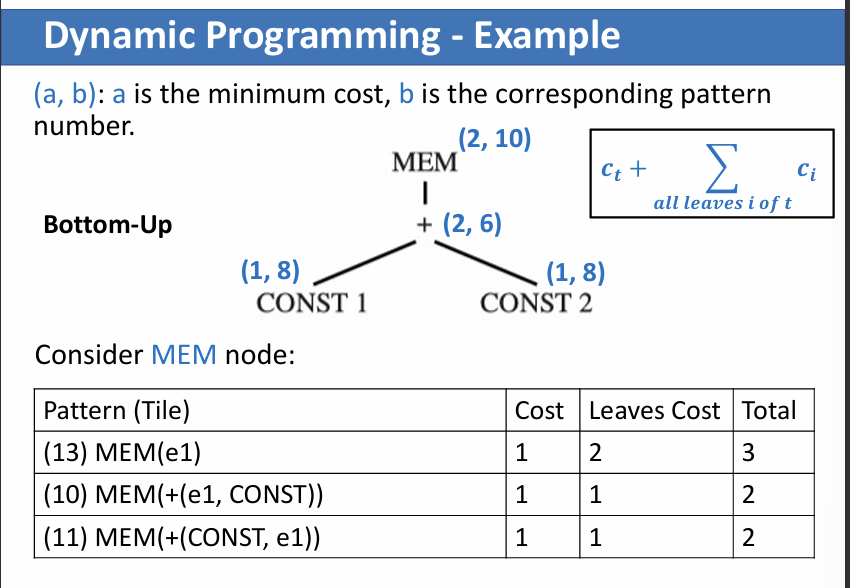 Dynamic Programming - Example
(a, b): a is the minimum cost, b is the corresponding pattern
number.
(2, 10)
MEM
c_t + ∑ c_i
all leaves i of t
Bottom-Up
+ (2, 6)
(1, 8) (1, 8)
CONST 1 CONST 2
Consider MEM node:
Pattern (Tile) Cost Leaves Cost Total
(13) MEM(e1) 1 2 3
(10) MEM(+(e1, CONST)) 1 1 2
(11) MEM(+(CONST, e1)) 1 1 2